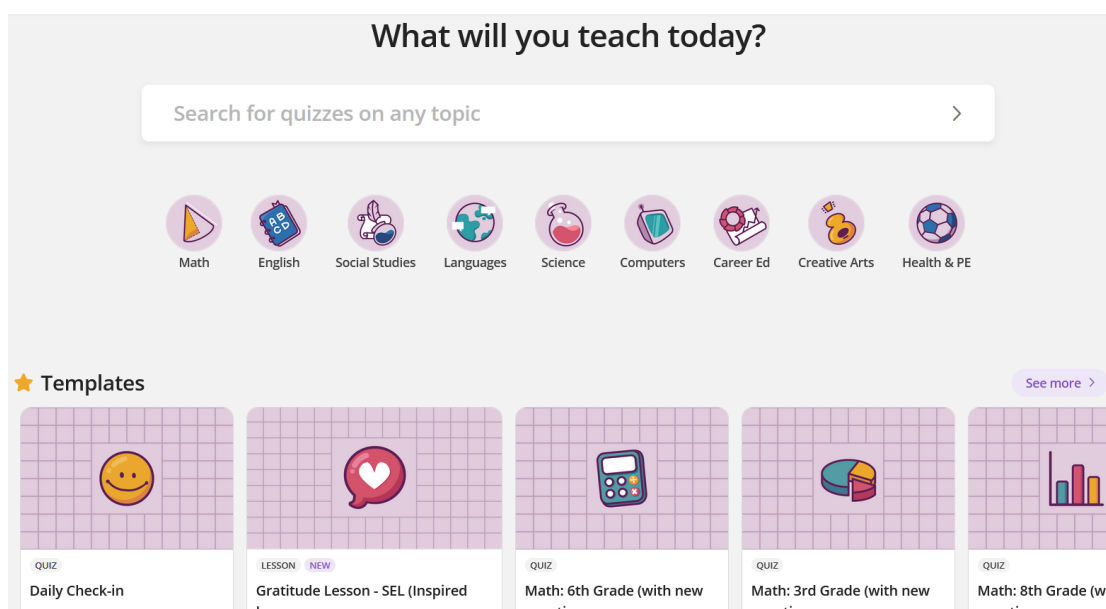 What will you teach today?
Search for quizzes on any topic
A B
C D
Math
English
Social Studies
Languages
Science
Computers
Career Ed
Creative Arts
Health & PE
Templates
See more
QUIZ
Daily Check-in
LESSON NEW
Gratitude Lesson - SEL (Inspired
QUIZ
Math: 6th Grade (with new
QUIZ
Math: 3rd Grade (with new
QUIZ
Math: 8th Grade (w